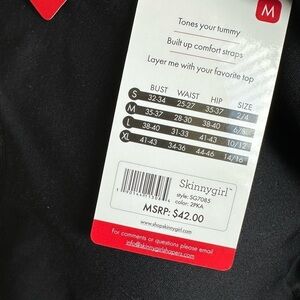 M
Tones your tummy
Built up comfort straps
Layer me with your favorite top
BUST WAIST HIP SIZE
S 32-34 25-27 35-37 2/4
M 35-37 28-30 38-40 6/8
L 38-40 31-33 41-43 10/12
XL 41-43 34-36 44-46 14/16
Skinnygirl™
style: SG7085
color: 2PKA
MSRP: $42.00
www.shopskinnygirl.com
For comments or questions please email
info@skinnygirlshapers.com